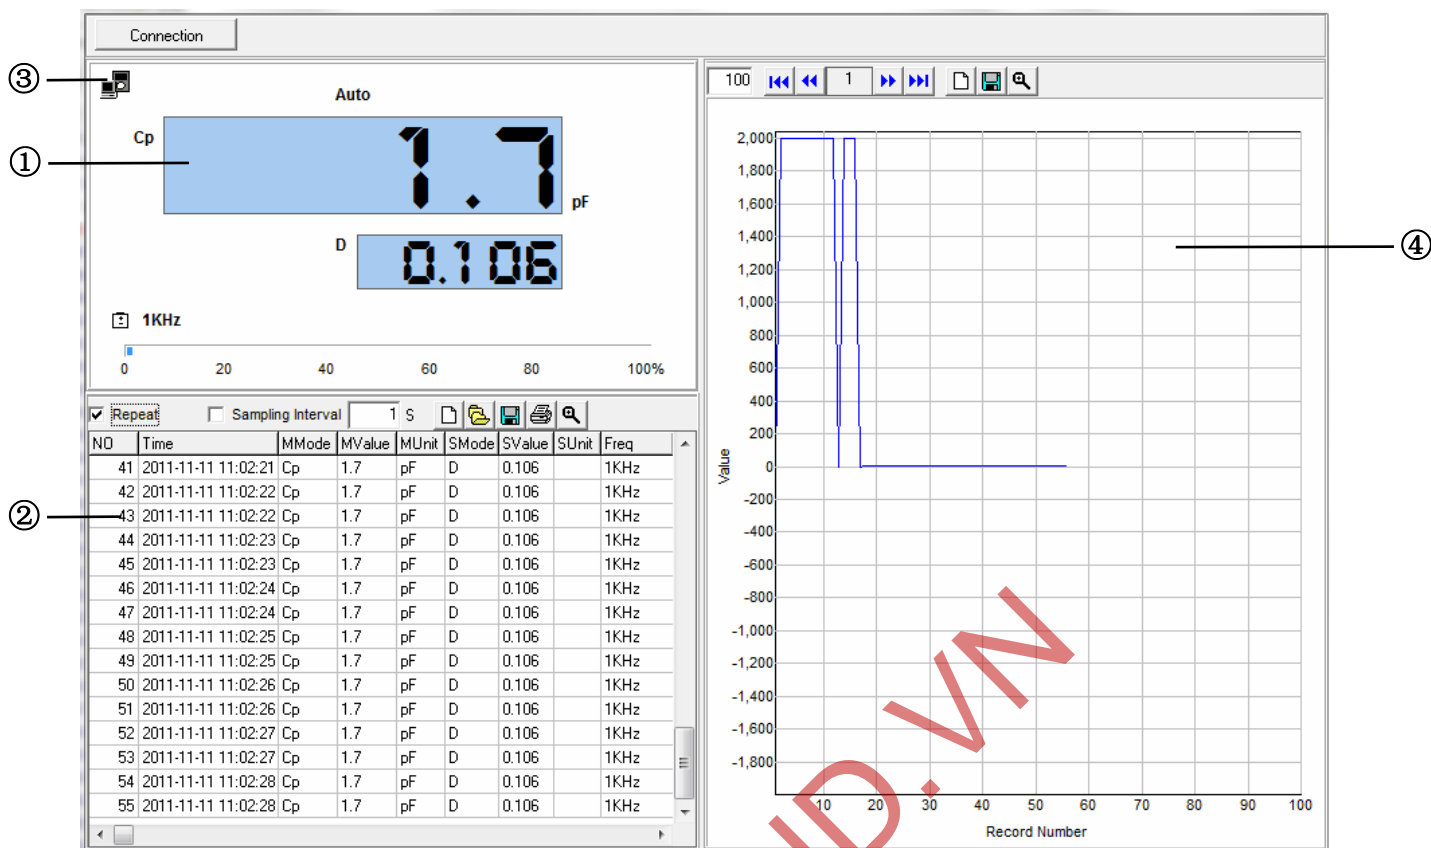 Connection
③
Auto
Cp
①
1.7
pF
D
0.106
1KHz
0 20 40 60 80 100%
Repeat Sampling Interval 1 S
NO Time MMode MValue MUnit SMode SValue SUnit Freq
41 2011-11-11 11:02:21 Cp 1.7 pF D 0.106 1KHz
42 2011-11-11 11:02:22 Cp 1.7 pF D 0.106 1KHz
②
43 2011-11-11 11:02:22 Cp 1.7 pF D 0.106 1KHz
44 2011-11-11 11:02:23 Cp 1.7 pF D 0.106 1KHz
45 2011-11-11 11:02:23 Cp 1.7 pF D 0.106 1KHz
46 2011-11-11 11:02:24 Cp 1.7 pF D 0.106 1KHz
47 2011-11-11 11:02:24 Cp 1.7 pF D 0.106 1KHz
48 2011-11-11 11:02:25 Cp 1.7 pF D 0.106 1KHz
49 2011-11-11 11:02:25 Cp 1.7 pF D 0.106 1KHz
50 2011-11-11 11:02:26 Cp 1.7 pF D 0.106 1KHz
51 2011-11-11 11:02:26 Cp 1.7 pF D 0.106 1KHz
52 2011-11-11 11:02:27 Cp 1.7 pF D 0.106 1KHz
53 2011-11-11 11:02:27 Cp 1.7 pF D 0.106 1KHz
54 2011-11-11 11:02:28 Cp 1.7 pF D 0.106 1KHz
55 2011-11-11 11:02:28 Cp 1.7 pF D 0.106 1KHz
100 1
④
2,000
1,800
1,600
1,400
1,200
1,000
800
600
400
200
0
-200
-400
-600
-800
-1,000
-1,200
-1,400
-1,600
-1,800
Value
10 20 30 40 50 60 70 80 90 100
Record Number